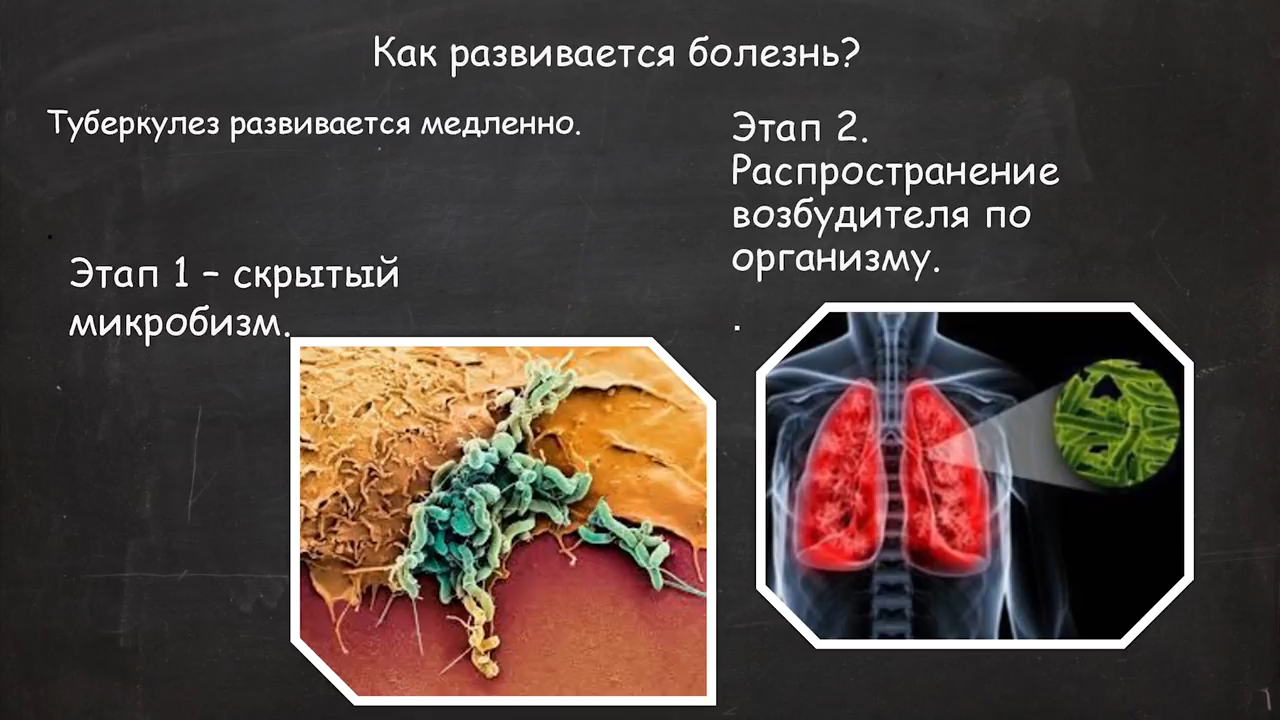 Как развивается болезнь?
Туберкулез развивается медленно.
Этап 1 – скрытый
микробизм.
Этап 2.
Распространение
возбудителя по
организму.
.